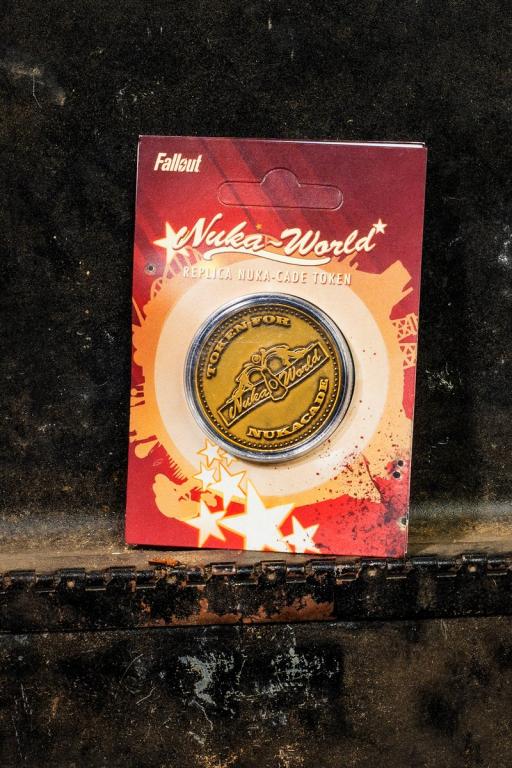 Fallout
Nuka-World
REPLICA NUKA-CADE TOKEN
TOKEN FOR
Nuka World
NUKACADE